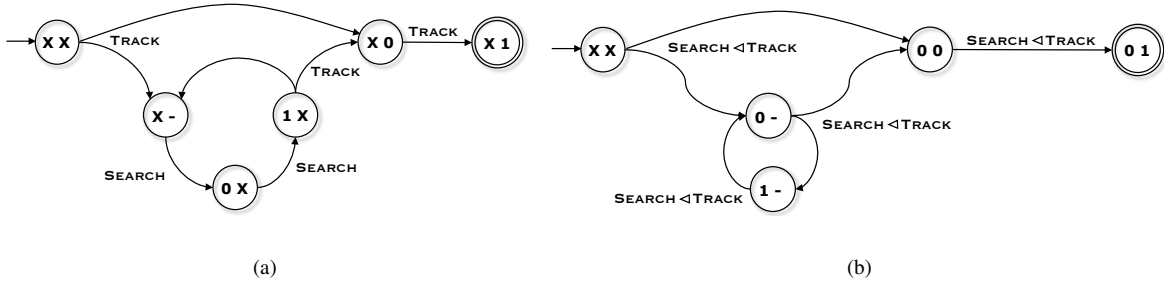 X X
TRACK
X 0
TRACK
X 1
TRACK
X -
1 X
SEARCH
0 X
SEARCH
(a)
X X
SEARCH ◁ TRACK
0 0
SEARCH ◁ TRACK
0 1
0 -
SEARCH ◁ TRACK
1 -
SEARCH ◁ TRACK
(b)